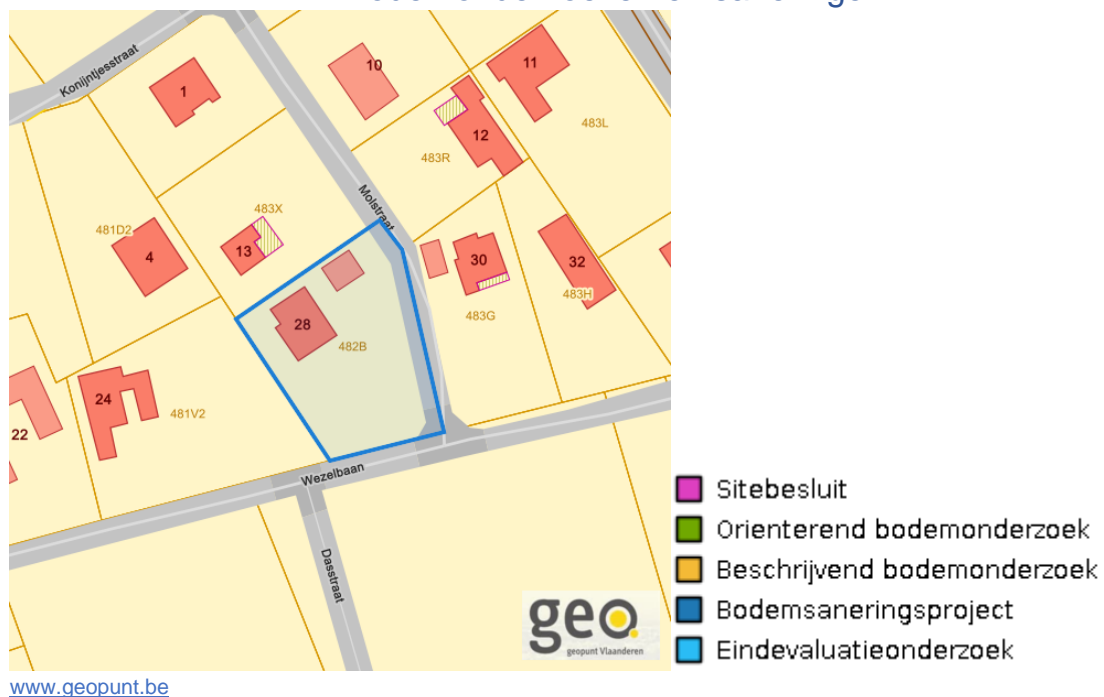 Konijntjesstraat
1
10
11
12
483L
483R
Molstraat
483X
481D2
4
13
30
32
483H
483G
28
482B
24
481V2
22
Wezelbaan
Dasstraat
geo.
geopunt Vlaanderen
Sitebesluit
Orienterend bodemonderzoek
Beschrijvend bodemonderzoek
Bodemsaneringsproject
Eindevaluatieonderzoek
www.geopunt.be